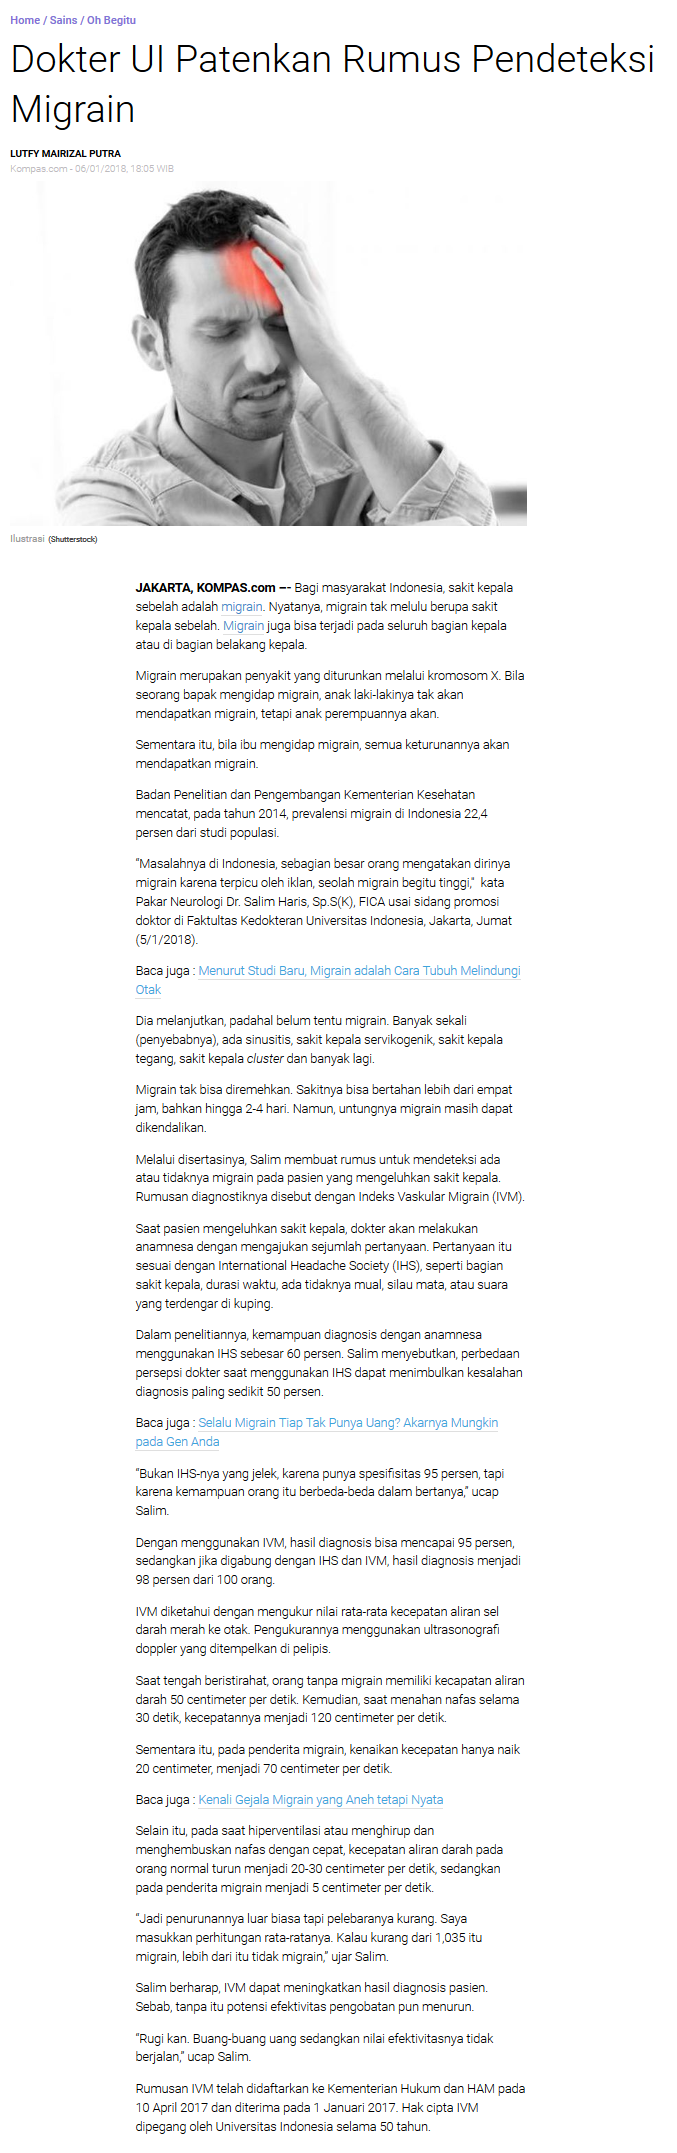 Home / Sains / Oh Begitu
Dokter UI Patenkan Rumus Pendeteksi
Migrain
LUTFY MAIRIZAL PUTRA
Kompas.com - 06/01/2018, 18:05 WIB
Ilustrasi (Shutterstock)
JAKARTA, KOMPAS.com –- Bagi masyarakat Indonesia, sakit kepala
sebelah adalah migrain. Nyatanya, migrain tak melulu berupa sakit
kepala sebelah. Migrain juga bisa terjadi pada seluruh bagian kepala
atau di bagian belakang kepala.
Migrain merupakan penyakit yang diturunkan melalui kromosom X. Bila
seorang bapak mengidap migrain, anak laki-lakinya tak akan
mendapatkan migrain, tetapi anak perempuannya akan.
Sementara itu, bila ibu mengidap migrain, semua keturunannya akan
mendapatkan migrain.
Badan Penelitian dan Pengembangan Kementerian Kesehatan
mencatat, pada tahun 2014, prevalensi migrain di Indonesia 22,4
persen dari studi populasi.
“Masalahnya di Indonesia, sebagian besar orang mengatakan dirinya
migrain karena terpicu oleh iklan, seolah migrain begitu tinggi,” kata
Pakar Neurologi Dr. Salim Haris, Sp.S(K), FICA usai sidang promosi
doktor di Faktultas Kedokteran Universitas Indonesia, Jakarta, Jumat
(5/1/2018).
Baca juga : Menurut Studi Baru, Migrain adalah Cara Tubuh Melindungi
Otak
Dia melanjutkan, padahal belum tentu migrain. Banyak sekali
(penyebabnya), ada sinusitis, sakit kepala servikogenik, sakit kepala
tegang, sakit kepala cluster dan banyak lagi.
Migrain tak bisa diremehkan. Sakitnya bisa bertahan lebih dari empat
jam, bahkan hingga 2-4 hari. Namun, untungnya migrain masih dapat
dikendalikan.
Melalui disertasinya, Salim membuat rumus untuk mendeteksi ada
atau tidaknya migrain pada pasien yang mengeluhkan sakit kepala.
Rumusan diagnostiknya disebut dengan Indeks Vaskular Migrain (IVM).
Saat pasien mengeluhkan sakit kepala, dokter akan melakukan
anamnesa dengan mengajukan sejumlah pertanyaan. Pertanyaan itu
sesuai dengan International Headache Society (IHS), seperti bagian
sakit kepala, durasi waktu, ada tidaknya mual, silau mata, atau suara
yang terdengar di kuping.
Dalam penelitiannya, kemampuan diagnosis dengan anamnesa
menggunakan IHS sebesar 60 persen. Salim menyebutkan, perbedaan
persepsi dokter saat menggunakan IHS dapat menimbulkan kesalahan
diagnosis paling sedikit 50 persen.
Baca juga : Selalu Migrain Tiap Tak Punya Uang? Akarnya Mungkin
pada Gen Anda
“Bukan IHS-nya yang jelek, karena punya spesifisitas 95 persen, tapi
karena kemampuan orang itu berbeda-beda dalam bertanya,” ucap
Salim.
Dengan menggunakan IVM, hasil diagnosis bisa mencapai 95 persen,
sedangkan jika digabung dengan IHS dan IVM, hasil diagnosis menjadi
98 persen dari 100 orang.
IVM diketahui dengan mengukur nilai rata-rata kecepatan aliran sel
darah merah ke otak. Pengukurannya menggunakan ultrasonografi
doppler yang ditempelkan di pelipis.
Saat tengah beristirahat, orang tanpa migrain memiliki kecapatan aliran
darah 50 centimeter per detik. Kemudian, saat menahan nafas selama
30 detik, kecepatannya menjadi 120 centimeter per detik.
Sementara itu, pada penderita migrain, kenaikan kecepatan hanya naik
20 centimeter, menjadi 70 centimeter per detik.
Baca juga : Kenali Gejala Migrain yang Aneh tetapi Nyata
Selain itu, pada saat hiperventilasi atau menghirup dan
menghembuskan nafas dengan cepat, kecepatan aliran darah pada
orang normal turun menjadi 20-30 centimeter per detik, sedangkan
pada penderita migrain menjadi 5 centimeter per detik.
“Jadi penurunannya luar biasa tapi pelebaranya kurang. Saya
masukkan perhitungan rata-ratanya. Kalau kurang dari 1,035 itu
migrain, lebih dari itu tidak migrain,” ujar Salim.
Salim berharap, IVM dapat meningkatkan hasil diagnosis pasien.
Sebab, tanpa itu potensi efektivitas pengobatan pun menurun.
“Rugi kan. Buang-buang uang sedangkan nilai efektivitasnya tidak
berjalan,” ucap Salim.
Rumusan IVM telah didaftarkan ke Kementerian Hukum dan HAM pada
10 April 2017 dan diterima pada 1 Januari 2017. Hak cipta IVM
dipegang oleh Universitas Indonesia selama 50 tahun.